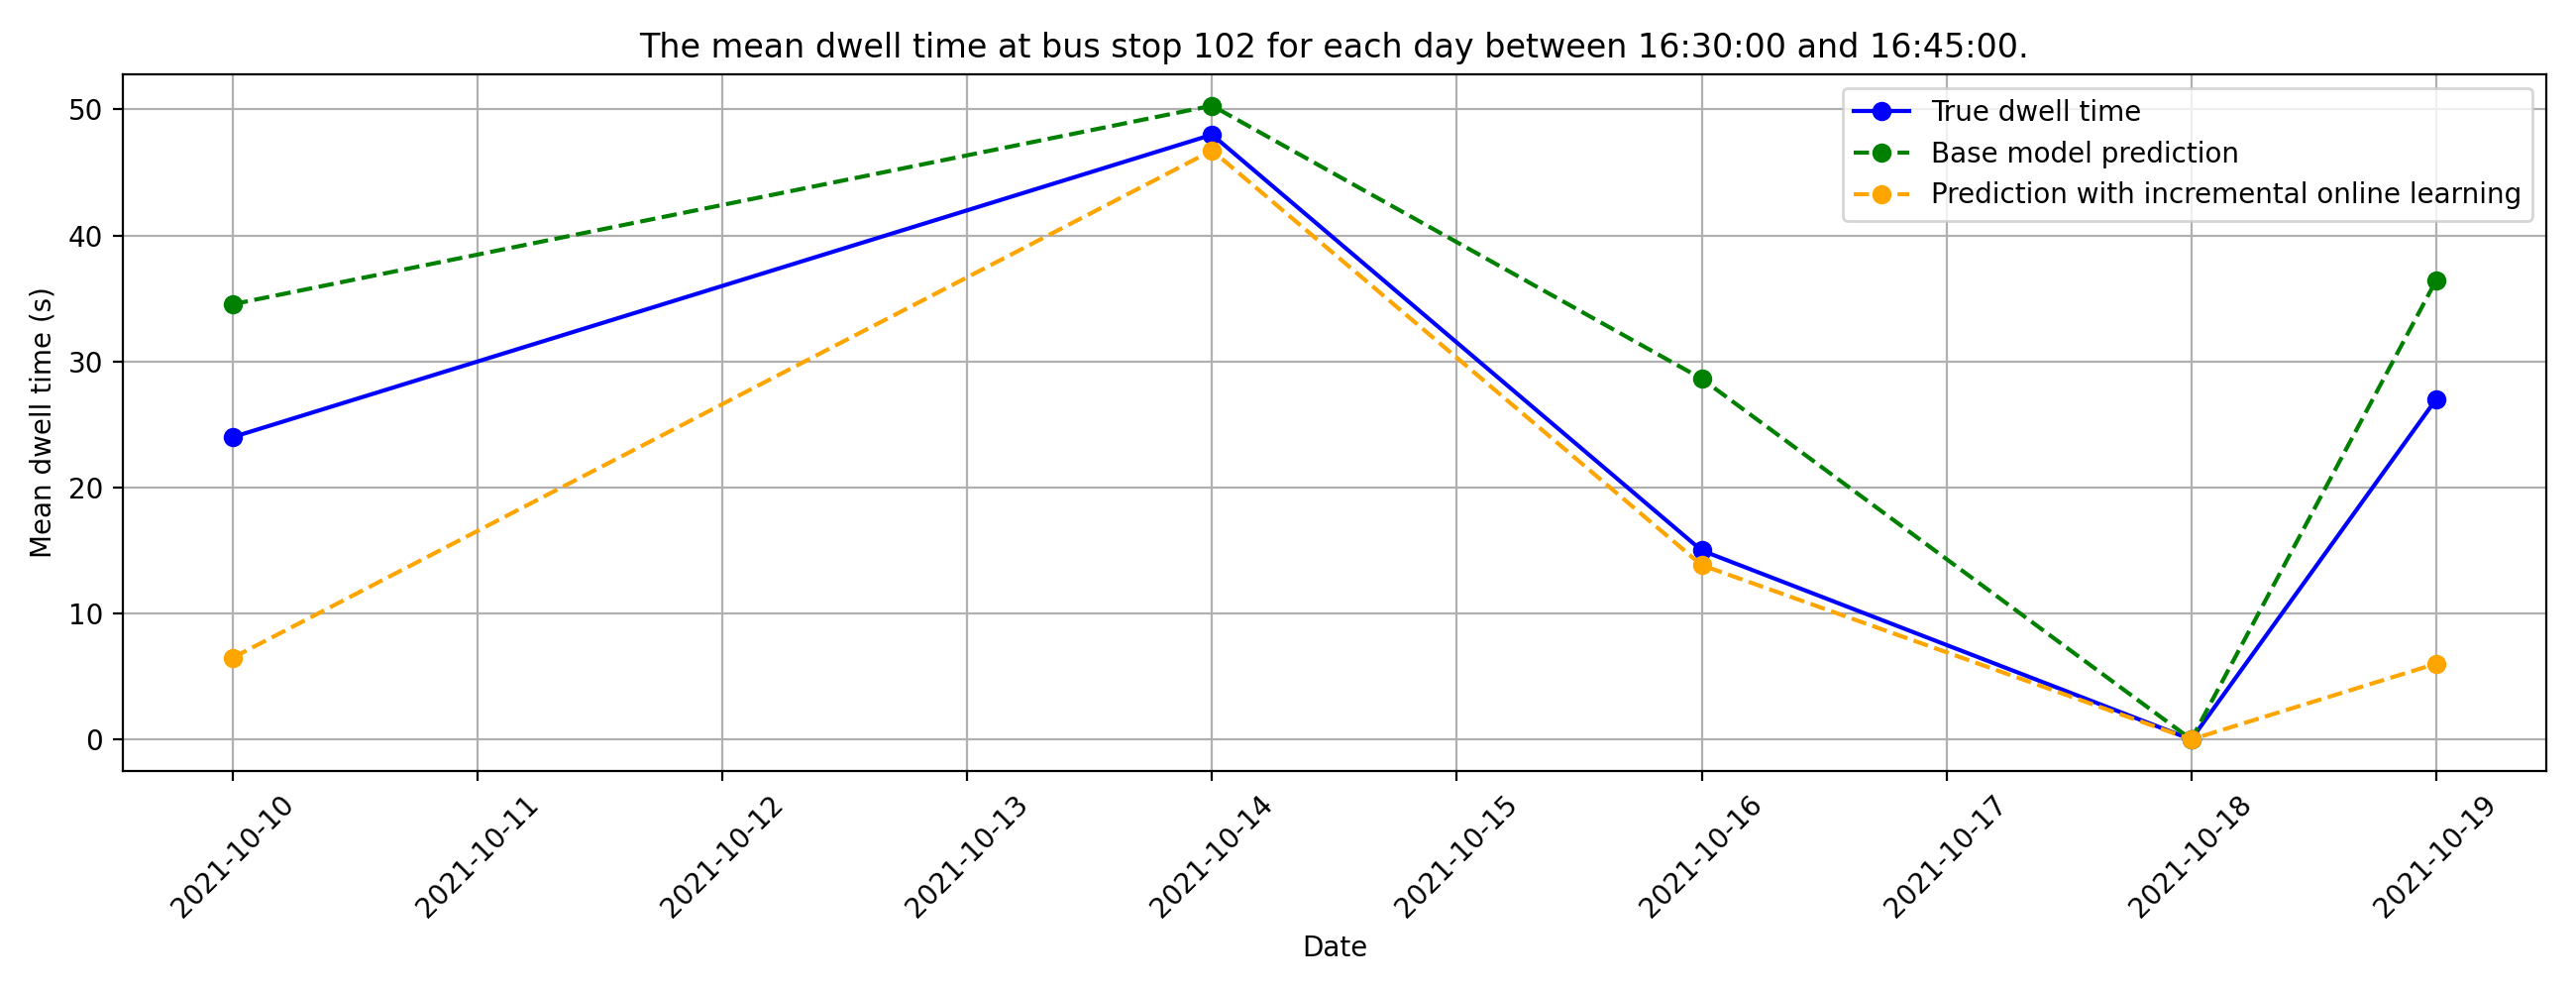 The mean dwell time at bus stop 102 for each day between 16:30:00 and 16:45:00.
True dwell time
Base model prediction
Prediction with incremental online learning
Mean dwell time (s)
50
40
30
20
10
0
2021-10-10
2021-10-11
2021-10-12
2021-10-13
2021-10-14
2021-10-15
2021-10-16
2021-10-17
2021-10-18
2021-10-19
Date